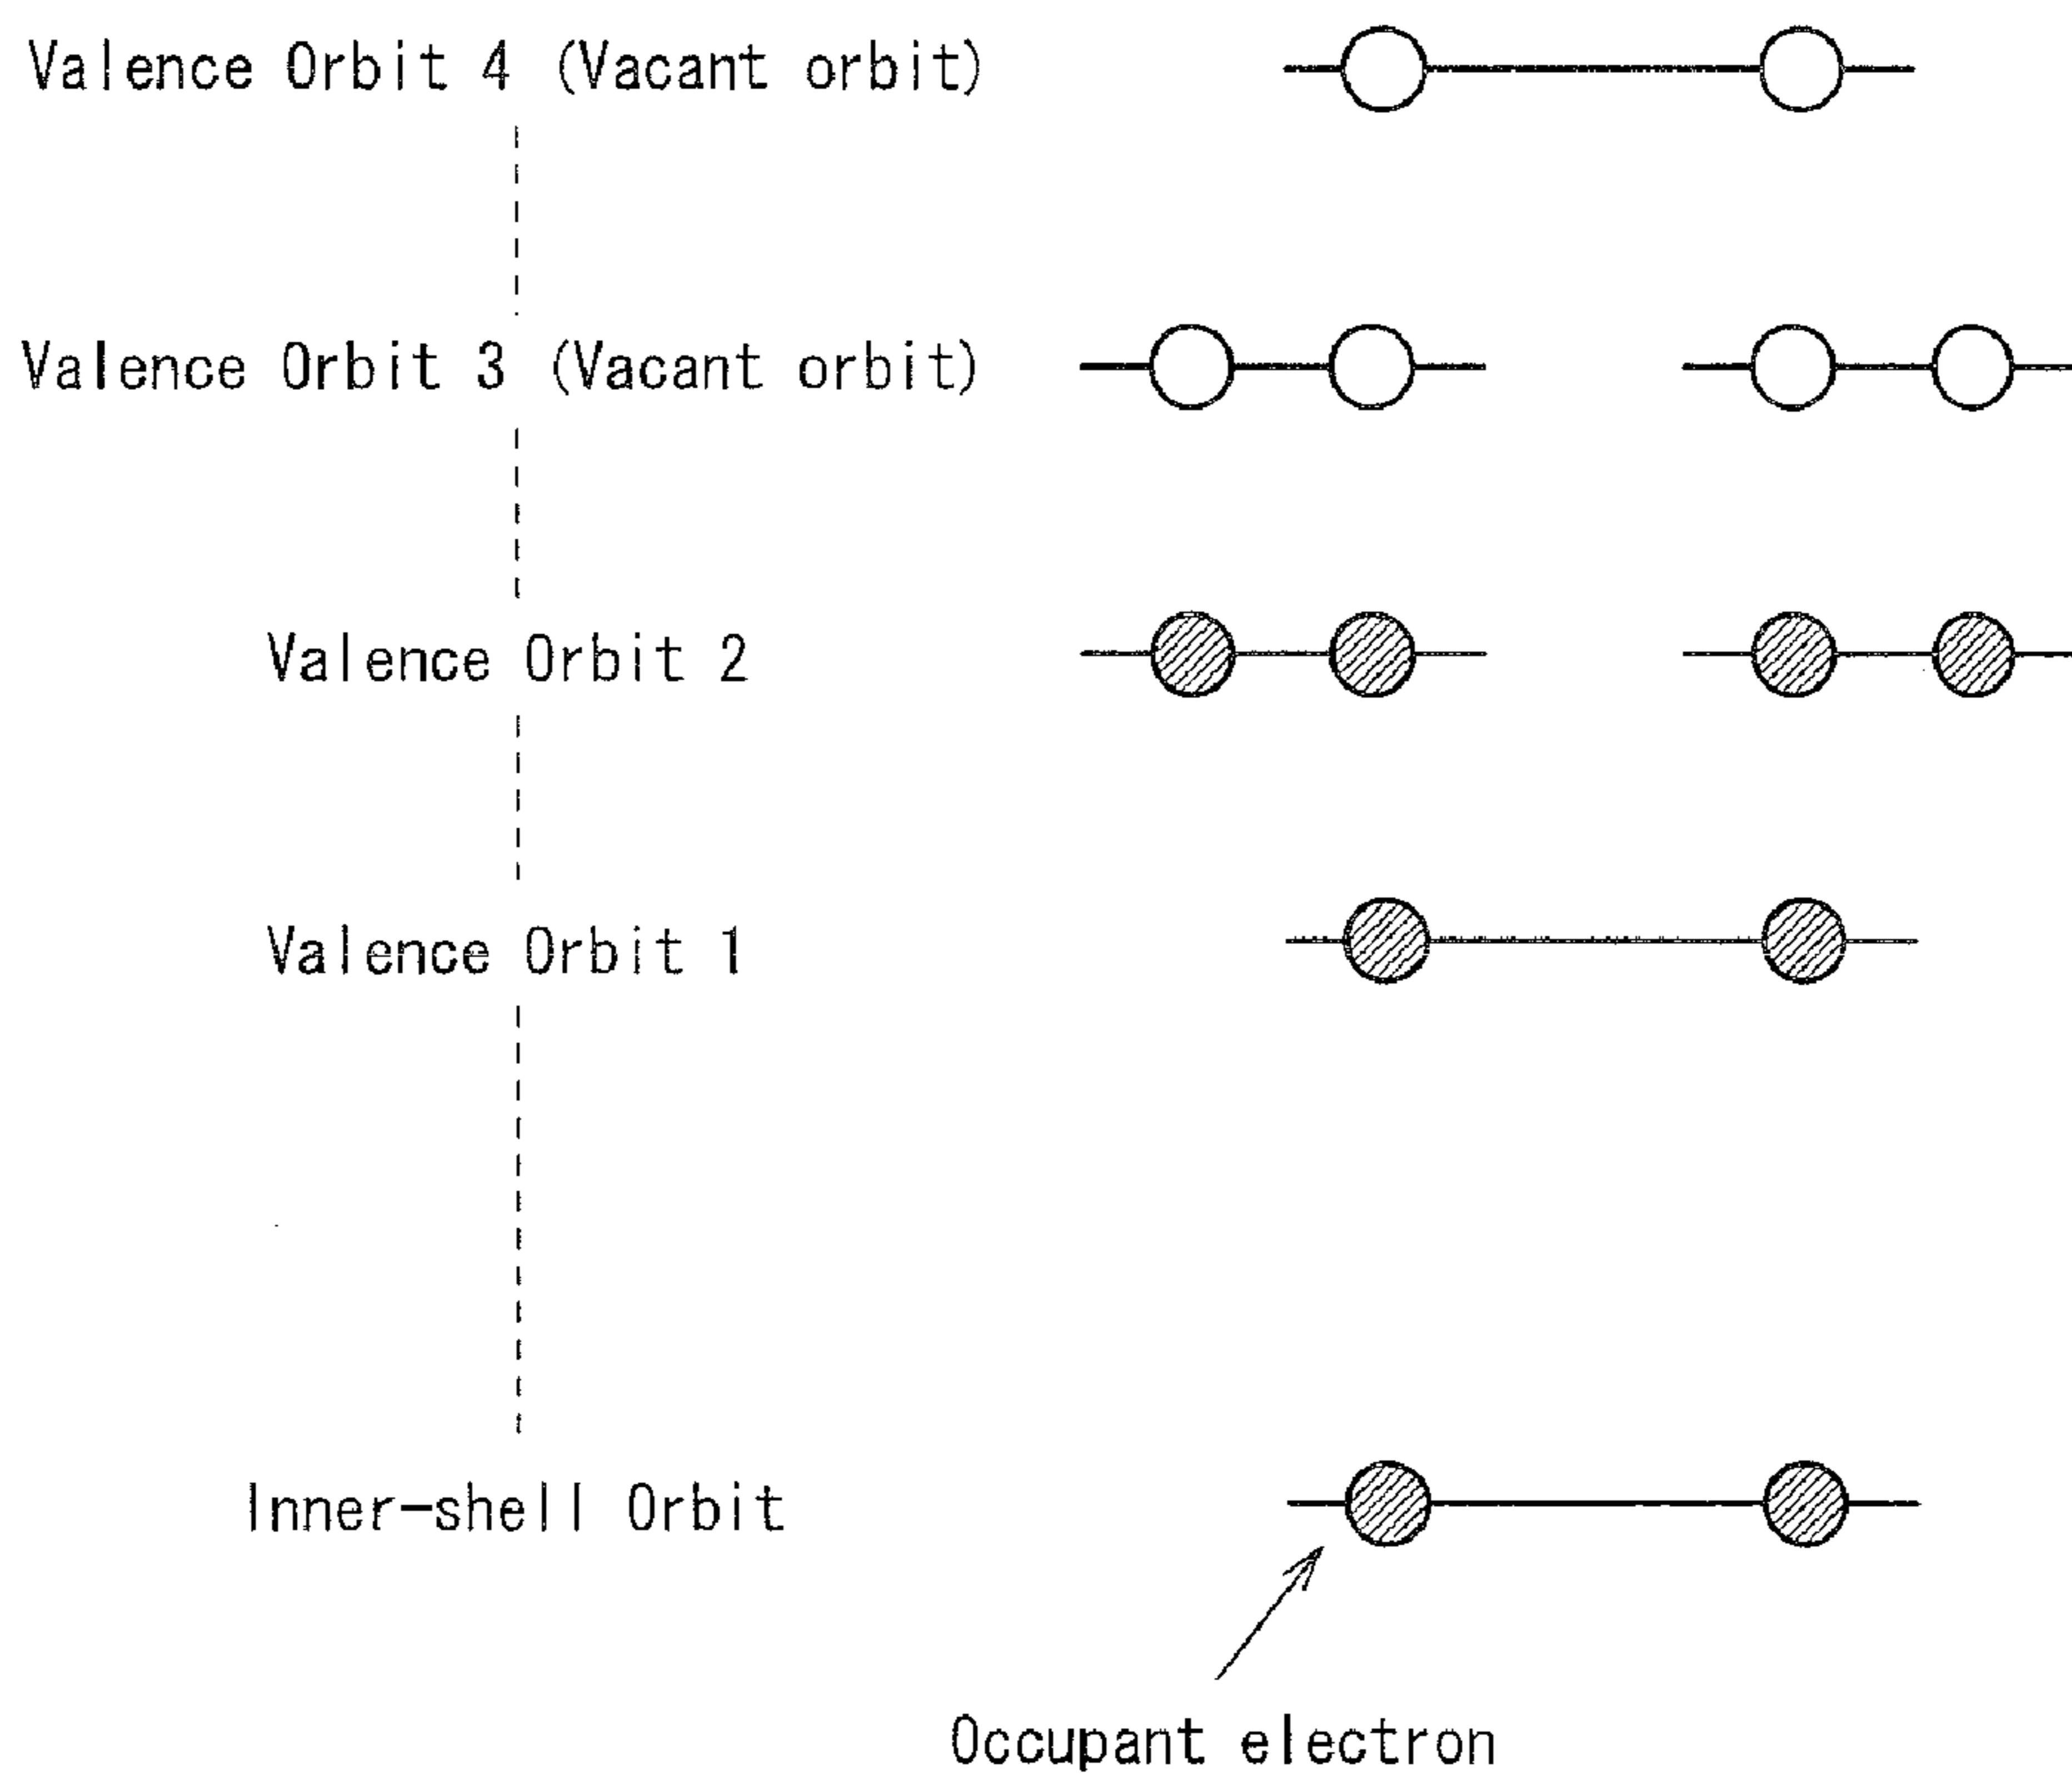 Valence Orbit 4 (Vacant orbit)
Valence Orbit 3 (Vacant orbit)
Valence Orbit 2
Valence Orbit 1
Inner-shell Orbit
Occupant electron